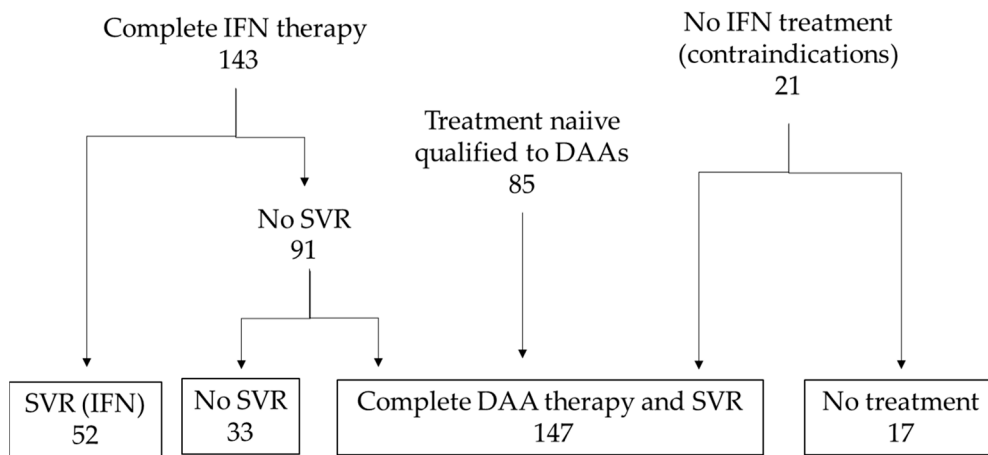 Complete IFN therapy
143
No IFN treatment
(contraindications)
21
Treatment naiive
qualified to DAAs
85
No SVR
91
SVR (IFN)
52
No SVR
33
Complete DAA therapy and SVR
147
No treatment
17